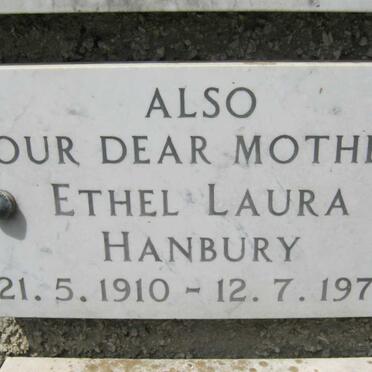 ALSO
OUR DEAR MOTHE
ETHEL LAURA
HANBURY
21.5.1910 - 12.7.197